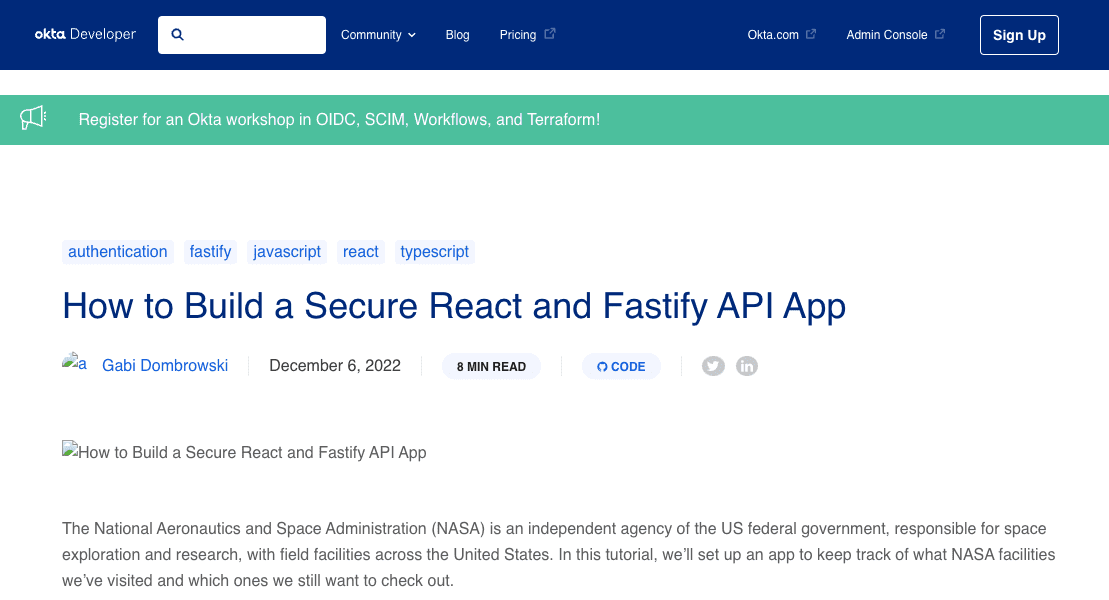 okta Developer
Community
Blog
Pricing
Okta.com
Admin Console
Sign Up
Register for an Okta workshop in OIDC, SCIM, Workflows, and Terraform!
authentication fastify javascript react typescript
How to Build a Secure React and Fastify API App
a Gabi Dombrowski December 6, 2022 8 MIN READ CODE in
How to Build a Secure React and Fastify API App
The National Aeronautics and Space Administration (NASA) is an independent agency of the US federal government, responsible for space
exploration and research, with field facilities across the United States. In this tutorial, we’ll set up an app to keep track of what NASA facilities
we’ve visited and which ones we still want to check out.